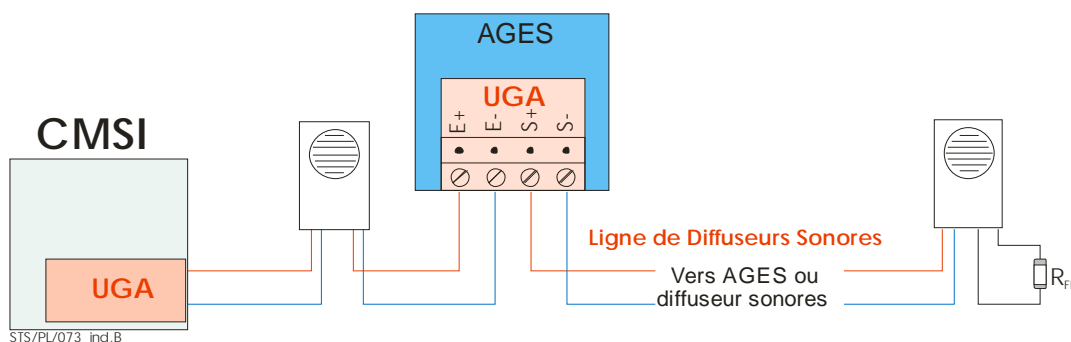 AGES
UGA
E+ E- S+ S-
CMSI
Ligne de Diffuseurs Sonores
Vers AGES ou
diffuseur sonores
UGA
STS/PL/073 ind.B